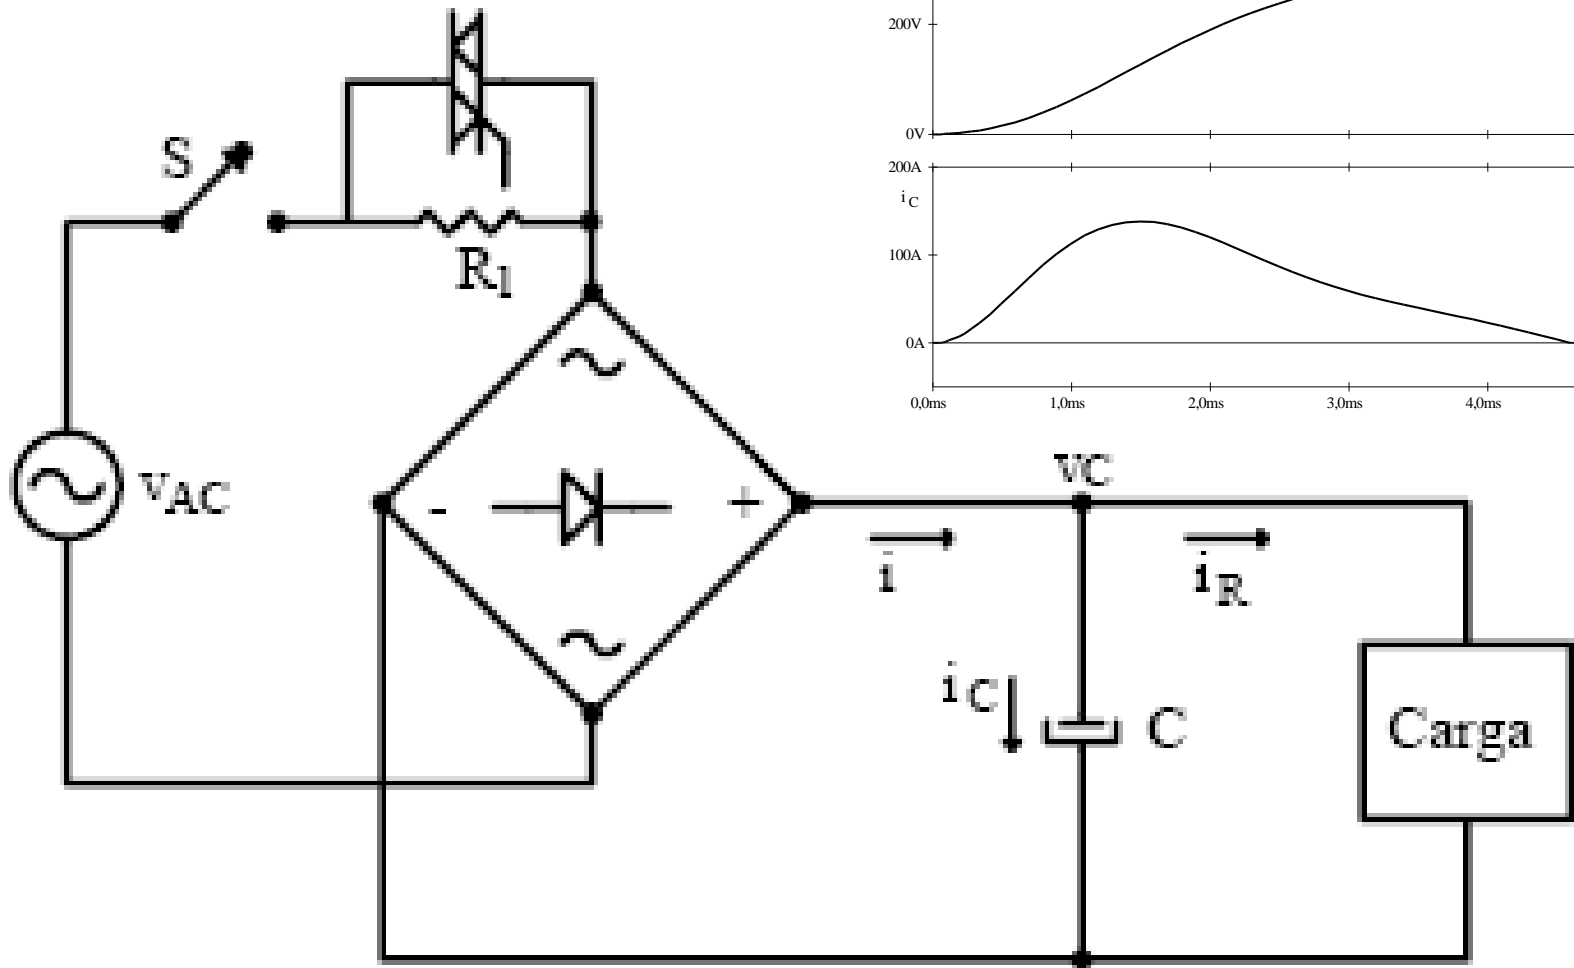 200V
0V
200A
i C
100A
0A
0,0ms 1,0ms 2,0ms 3,0ms 4,0ms
S
R1
vAC
-
+
vC
i
iR
iC
C
Carga